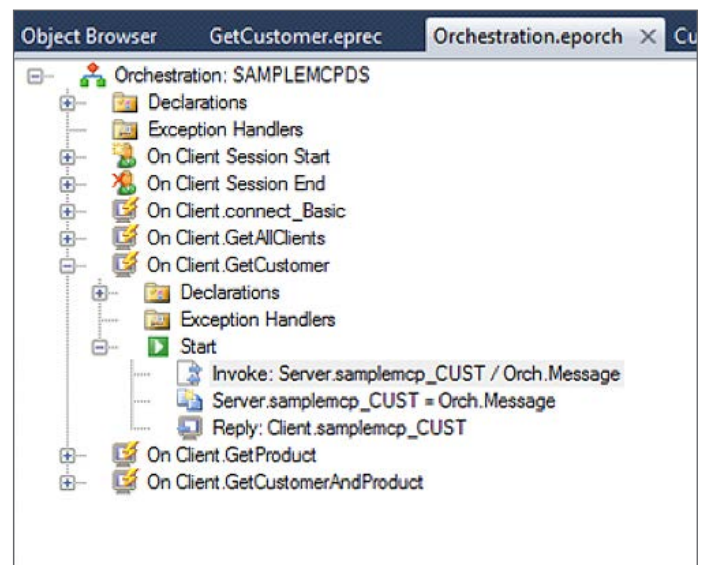 Object Browser GetCustomer.eprec Orchestration.eporch Cu
Orchestration: SAMPLEMCPDS
Declarations
Exception Handlers
On Client Session Start
On Client Session End
On Client.connect_Basic
On Client.GetAllClients
On Client.GetCustomer
Declarations
Exception Handlers
Start
Invoke: Server.samplemcp_CUST / Orch.Message
Server.samplemcp_CUST = Orch.Message
Reply: Client.samplemcp_CUST
On Client.GetProduct
On Client.GetCustomerAndProduct